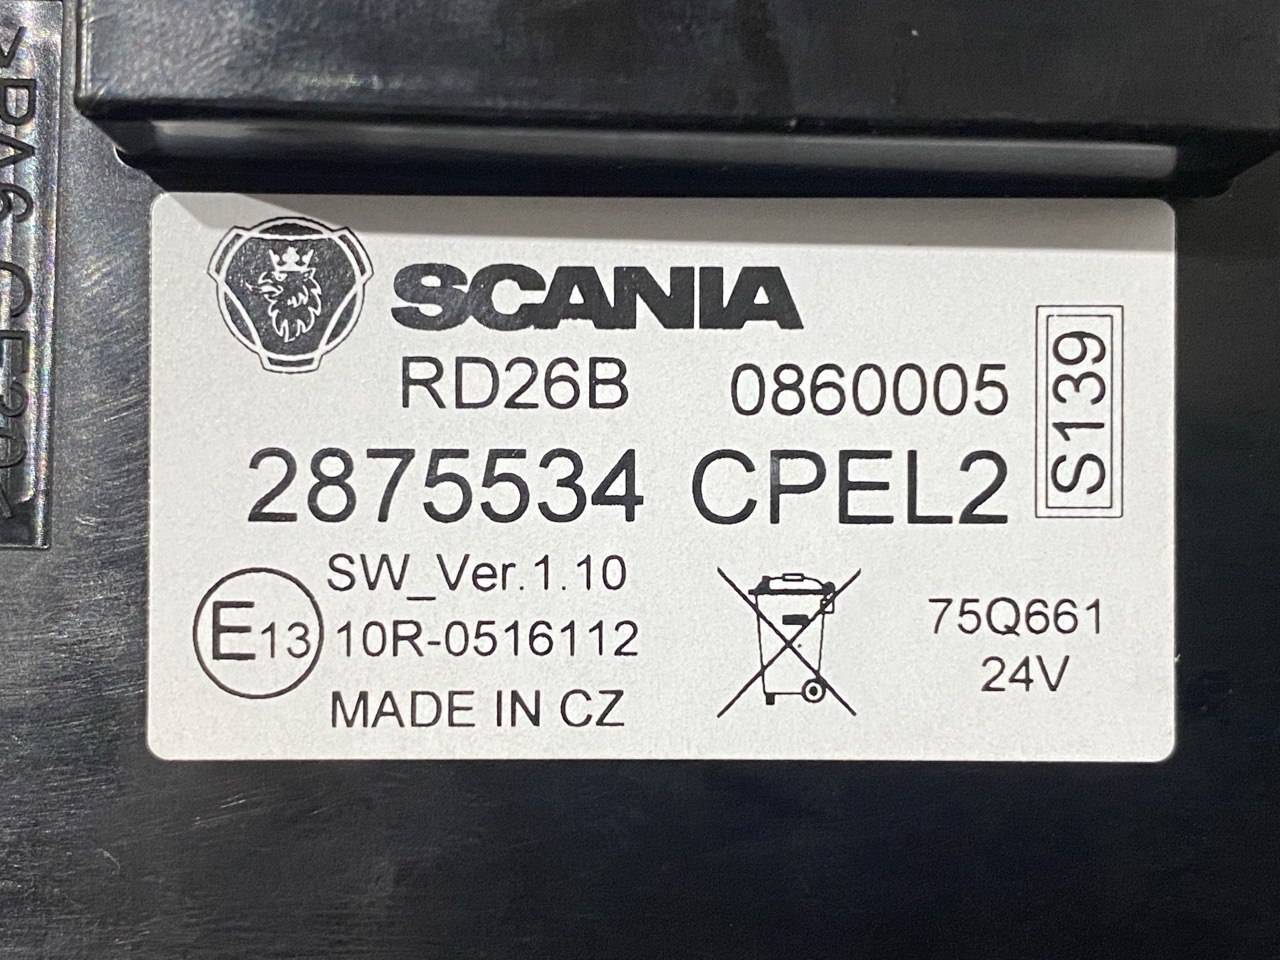 SCANIA
RD26B 0860005
S139
2875534 CPEL2
SW_Ver.1.10
E13 10R-0516112
MADE IN CZ
75Q661
24V